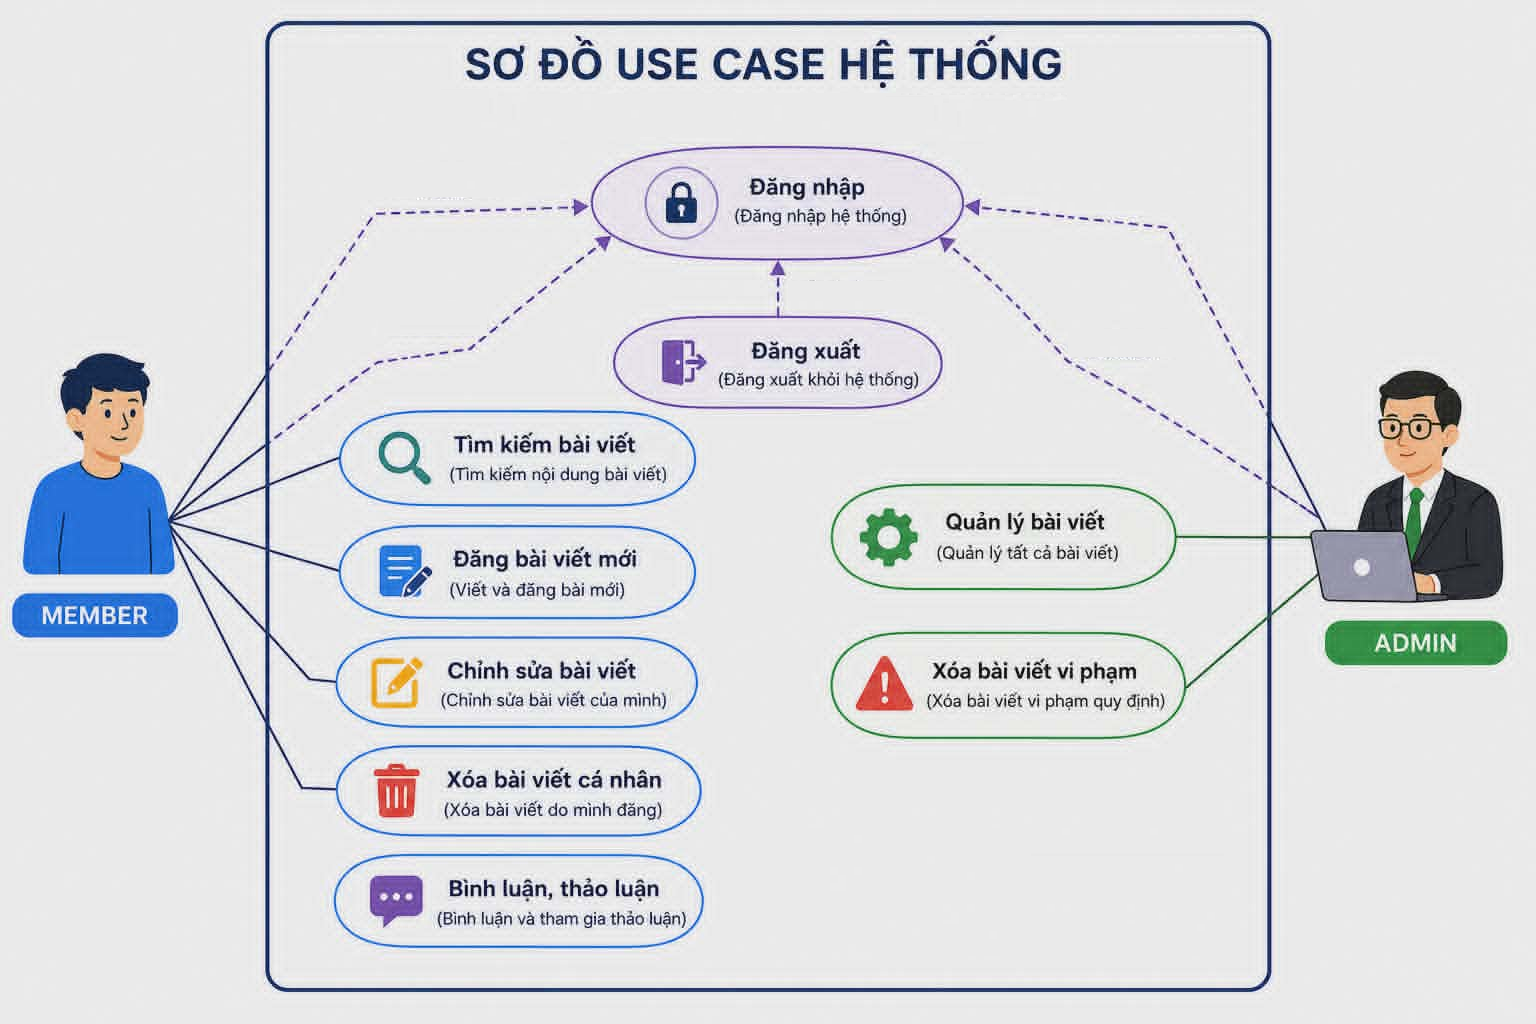 SƠ ĐỒ USE CASE HỆ THỐNG
Đăng nhập
(Đăng nhập hệ thống)
Đăng xuất
(Đăng xuất khỏi hệ thống)
Tìm kiếm bài viết
(Tìm kiếm nội dung bài viết)
Đăng bài viết mới
(Viết và đăng bài mới)
Chỉnh sửa bài viết
(Chỉnh sửa bài viết của mình)
Xóa bài viết cá nhân
(Xóa bài viết do mình đăng)
Bình luận, thảo luận
(Bình luận và tham gia thảo luận)
Quản lý bài viết
(Quản lý tất cả bài viết)
Xóa bài viết vi phạm
(Xóa bài viết vi phạm quy định)
MEMBER
ADMIN